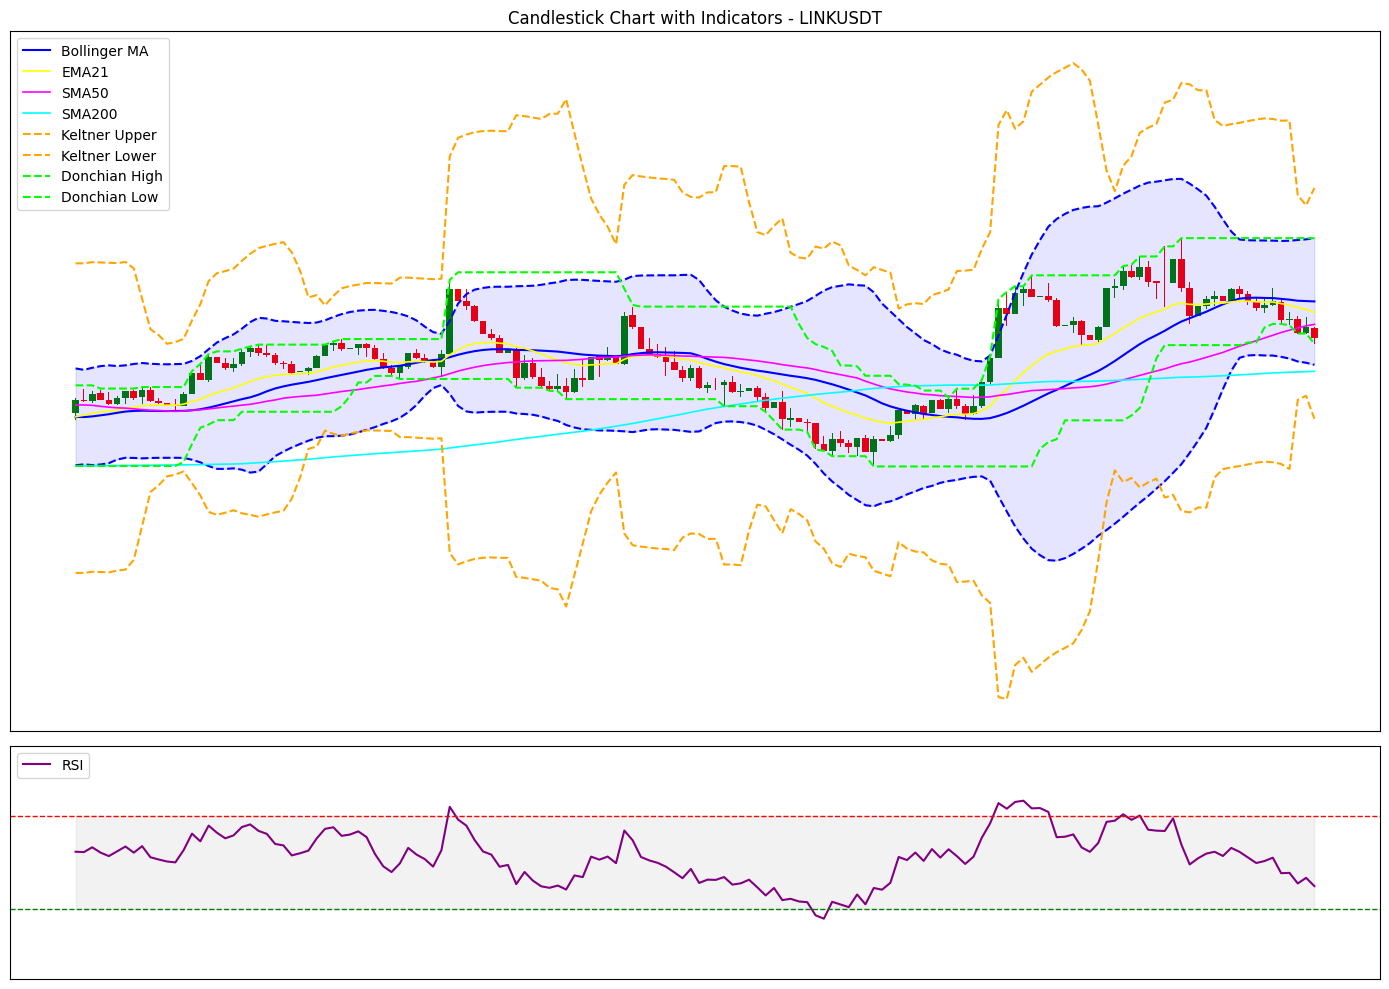 Candlestick Chart with Indicators - LINKUSDT
Bollinger MA
EMA21
SMA50
SMA200
Keltner Upper
Keltner Lower
Donchian High
Donchian Low
RSI